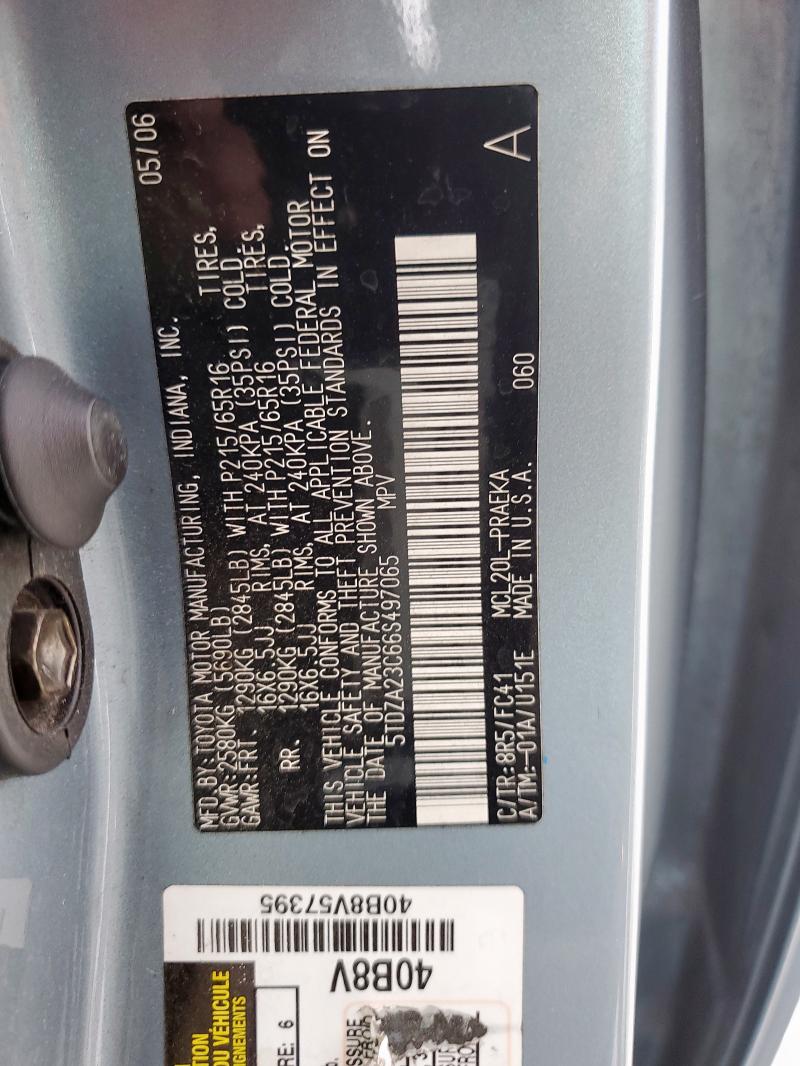 MFD.BY:TOYOTA MOTOR MANUFACTURING, INDIANA, INC. 05/06
GVWR:2580KG (5690LB)
GAWR:FRT. 1290KG (2845LB) WITH P215/65R16 TIRES,
16X6.5JJ RIMS, AT 240KPA (35PSI) COLD.
RR. 1290KG (2845LB) WITH P215/65R16 TIRES,
16X6.5JJ RIMS, AT 240KPA (35PSI) COLD.
THIS VEHICLE CONFORMS TO ALL APPLICABLE FEDERAL MOTOR
VEHICLE SAFETY AND THEFT PREVENTION STANDARDS IN EFFECT ON
THE DATE OF MANUFACTURE SHOWN ABOVE.
5TDZA23C66S497065 MPV
C/TR:8R5/FC41 MCL20L-PRAEKA 060
A/TM:-01A/U151E MADE IN U.S.A. A
40B8V57395
40B8V
DU VÉHICULE